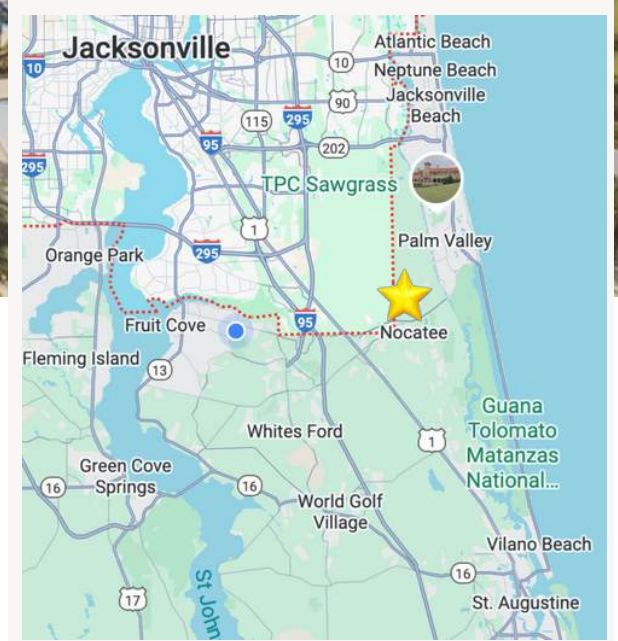 Jacksonville
Atlantic Beach
10
10
Neptune Beach
90
Jacksonville
Beach
115
295
95
202
295
TPC Sawgrass
1
Palm Valley
Orange Park
295
Fruit Cove
95
Nocatee
Fleming Island
13
Guana
Tolomato
Matanzas
National...
Whites Ford
1
Green Cove
Springs
16
16
World Golf
Village
Vilano Beach
16
17
St John
St. Augustine